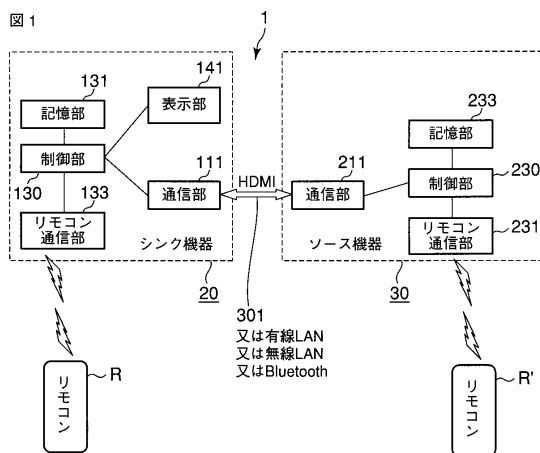 図1
1
131
141
記憶部
表示部
233
記憶部
制御部
130
111
HDMI
211
制御部
230
133
通信部
通信部
リモコン
通信部
シンク機器
ソース機器
リモコン
通信部
231
20
301
30
又は有線LAN
又は無線LAN
又はBluetooth
リモコン
R
リモコン
R'